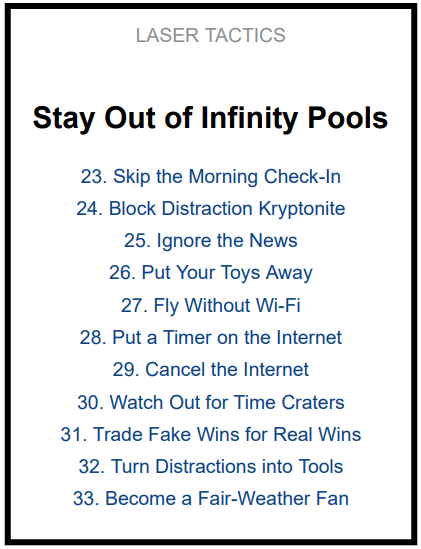 LASER TACTICS
Stay Out of Infinity Pools
23. Skip the Morning Check-In
24. Block Distraction Kryptonite
25. Ignore the News
26. Put Your Toys Away
27. Fly Without Wi-Fi
28. Put a Timer on the Internet
29. Cancel the Internet
30. Watch Out for Time Craters
31. Trade Fake Wins for Real Wins
32. Turn Distractions into Tools
33. Become a Fair-Weather Fan